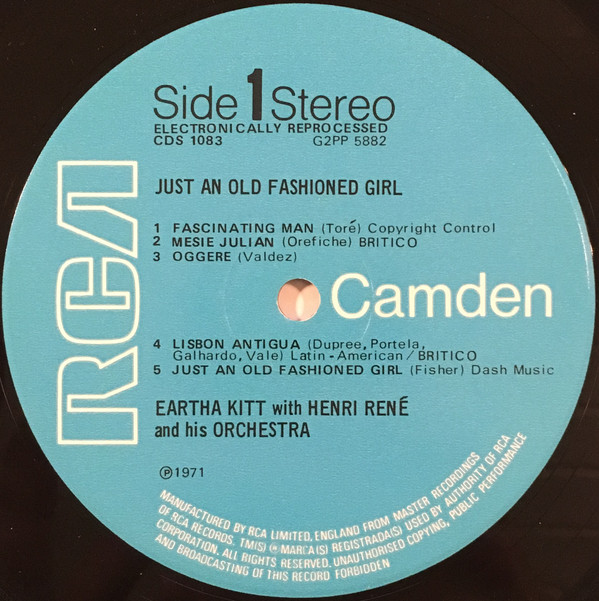 Side 1 Stereo
ELECTRONICALLY REPROCESSED
CDS 1083 G2PP 5882
JUST AN OLD FASHIONED GIRL
1 FASCINATING MAN (Toré) Copyright Control
2 MESIE JULIAN (Orefiche) BRITICO
3 OGGERE (Valdez)
RCA
Camden
4 LISBON ANTIGUA (Dupree, Portela,
Galhardo, Vale) Latin-American/BRITICO
5 JUST AN OLD FASHIONED GIRL (Fisher) Dash Music
EARTHA KITT with HENRI RENÉ
and his ORCHESTRA
℗1971
MANUFACTURED BY RCA LIMITED, ENGLAND FROM MASTER RECORDINGS
OF RCA RECORDS. TM(S) ® MARCA(S) REGISTRADA(S) USED BY AUTHORITY OF RCA
CORPORATION. ALL RIGHTS RESERVED. UNAUTHORISED COPYING, PUBLIC PERFORMANCE
AND BROADCASTING OF THIS RECORD FORBIDDEN